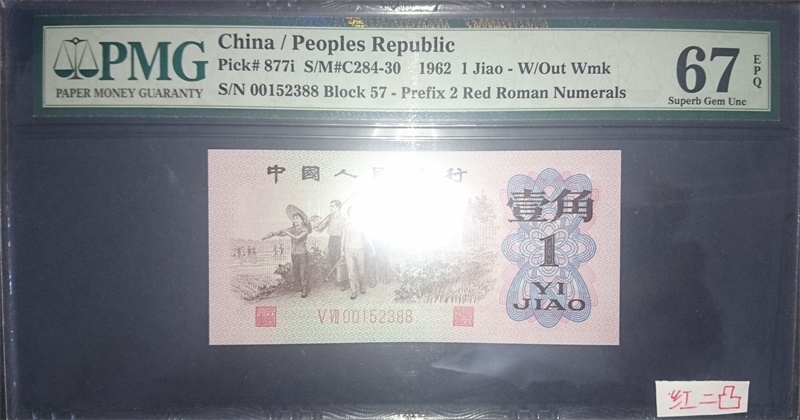 PMG
PAPER MONEY GUARANTY
China / Peoples Republic
Pick# 877i S/M#C284-30 1962 1 Jiao - W/Out Wmk
S/N 00152388 Block 57 - Prefix 2 Red Roman Numerals
67
EPQ
Superb Gem Unc
中國人民 行
壹角
1
YI
JIAO
V VII 00152388
红二凸